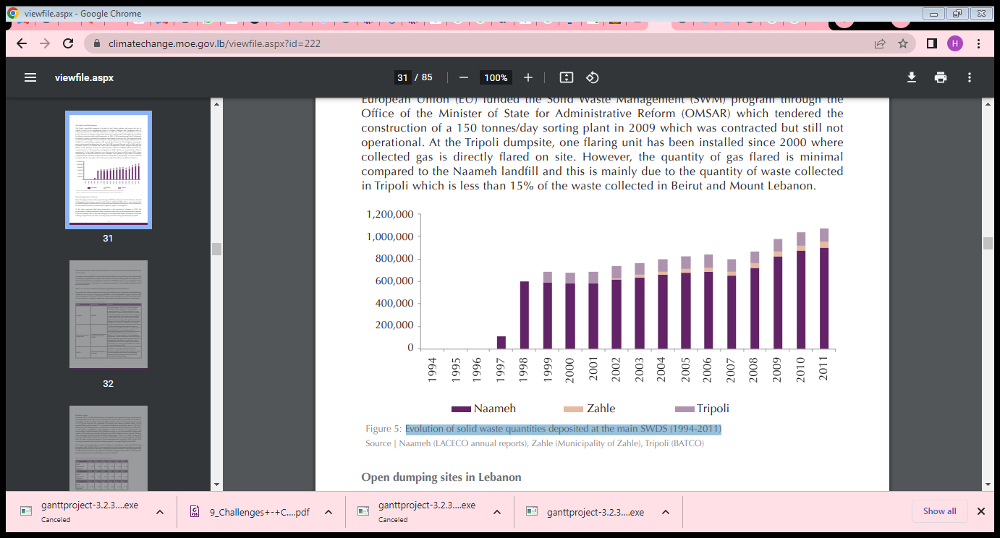 viewfile.aspx - Google Chrome
climatechange.moe.gov.lb/viewfile.aspx?id=222
H
viewfile.aspx
31 / 85
100%
31
32
European Union (EU) funded the Solid Waste Management (SWM) program through the
Office of the Minister of State for Administrative Reform (OMSAR) which tendered the
construction of a 150 tonnes/day sorting plant in 2009 which was contracted but still not
operational. At the Tripoli dumpsite, one flaring unit has been installed since 2000 where
collected gas is directly flared on site. However, the quantity of gas flared is minimal
compared to the Naameh landfill and this is mainly due to the quantity of waste collected
in Tripoli which is less than 15% of the waste collected in Beirut and Mount Lebanon.
1,200,000
1,000,000
800,000
600,000
400,000
200,000
0
1994 1995 1996 1997 1998 1999 2000 2001 2002 2003 2004 2005 2006 2007 2008 2009 2010 2011
Naameh Zahle Tripoli
Figure 5: Evolution of solid waste quantities deposited at the main SWDS (1994-2011)
Source | Naameh (LACECO annual reports), Zahle (Municipality of Zahle), Tripoli (BATCO)
Open dumping sites in Lebanon
ganttproject-3.2.3....exe
Canceled
9_Challenges+-+C....pdf
ganttproject-3.2.3....exe
Canceled
ganttproject-3.2.3....exe
Show all